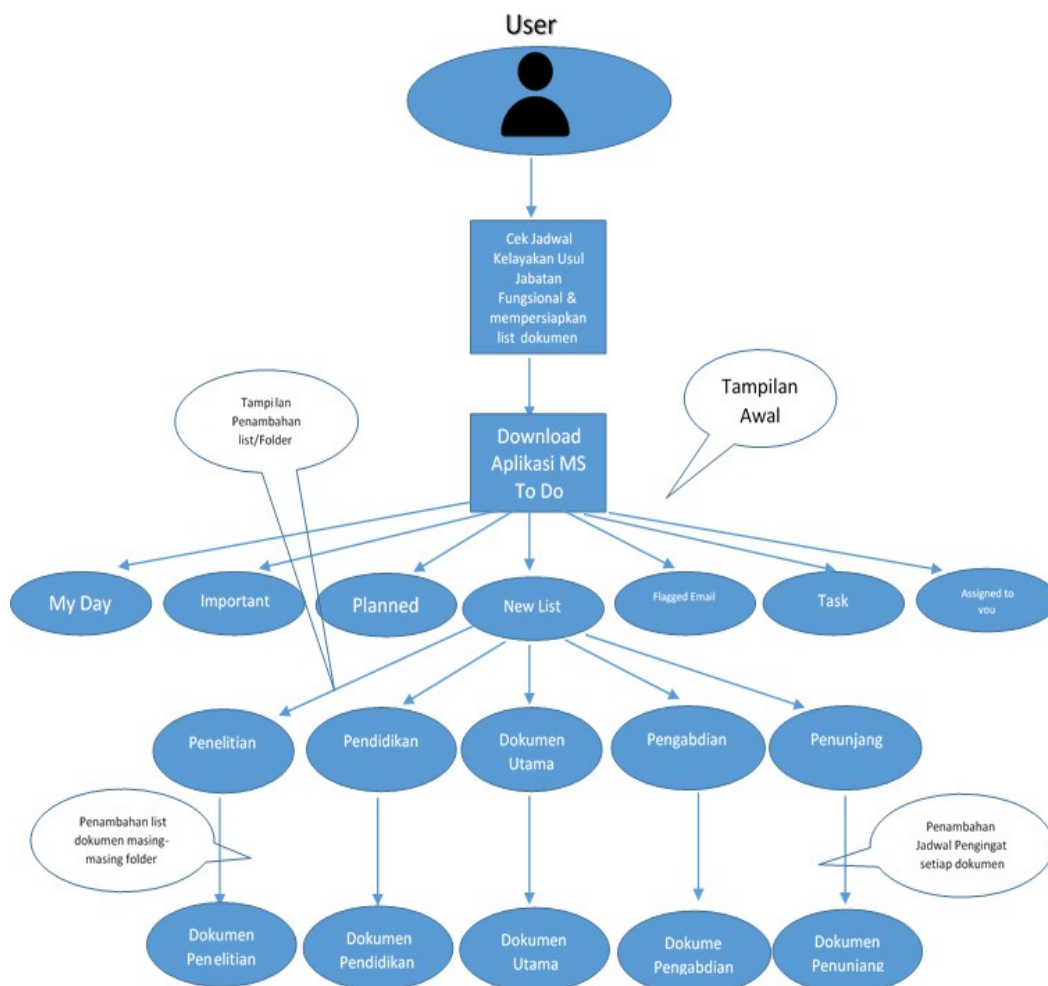 User
Cek Jadwal
Kelayakan Usul
Jabatan
Fungsional &
mempersiapkan
list dokumen
Tampilan
Penambahan
list/Folder
Tampilan
Awal
Download
Aplikasi MS
To Do
My Day
Important
Planned
New List
Flagged Email
Task
Assigned to
you
Penelitian
Pendidikan
Dokumen
Utama
Pengabdian
Penunjang
Penambahan list
dokumen masing-
masing folder
Penambahan
Jadwal Pengingat
setiap dokumen
Dokumen
Penelitian
Dokumen
Pendidikan
Dokumen
Utama
Dokume
Pengabdian
Dokumen
Penunjang